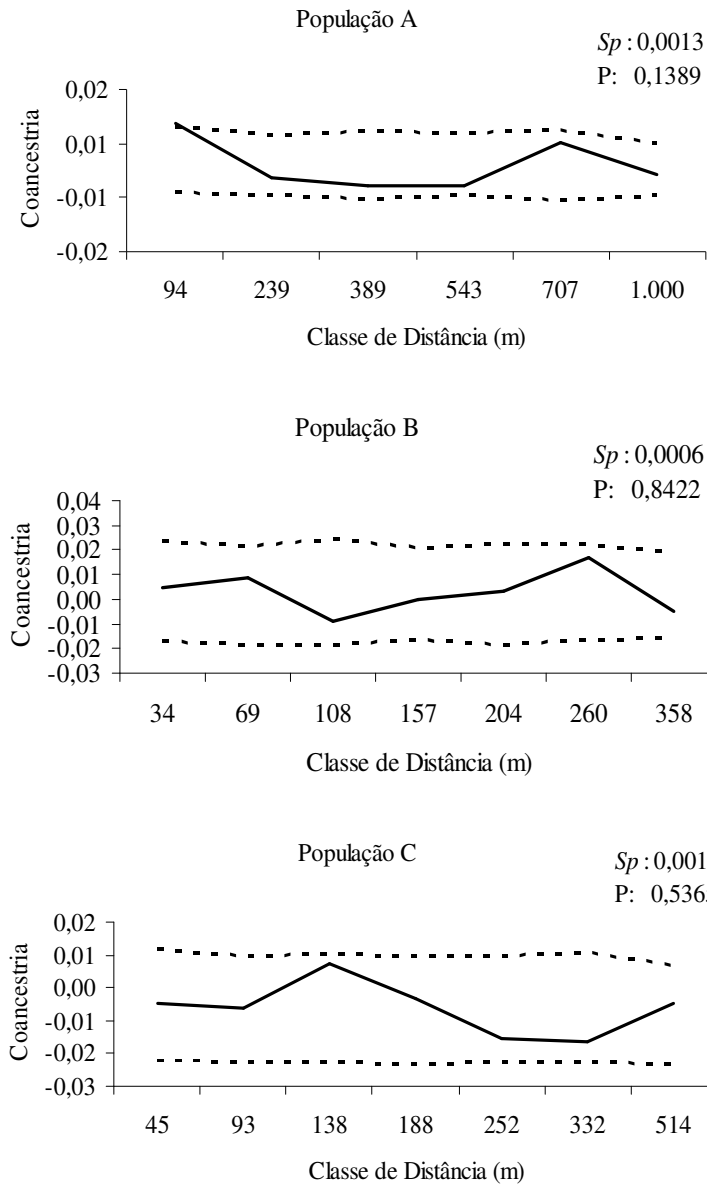 População A
Sp : 0,0013
P: 0,1389
0,02
0,01
-0,01
-0,02
Coancestria
94 239 389 543 707 1.000
Classe de Distância (m)
População B
Sp : 0,0006
P: 0,8422
0,04
0,03
0,02
0,01
0,00
-0,01
-0,02
-0,03
Coancestria
34 69 108 157 204 260 358
Classe de Distância (m)
População C
Sp : 0,001
P: 0,536
0,02
0,01
0,00
-0,01
-0,02
-0,03
Coancestria
45 93 138 188 252 332 514
Classe de Distância (m)